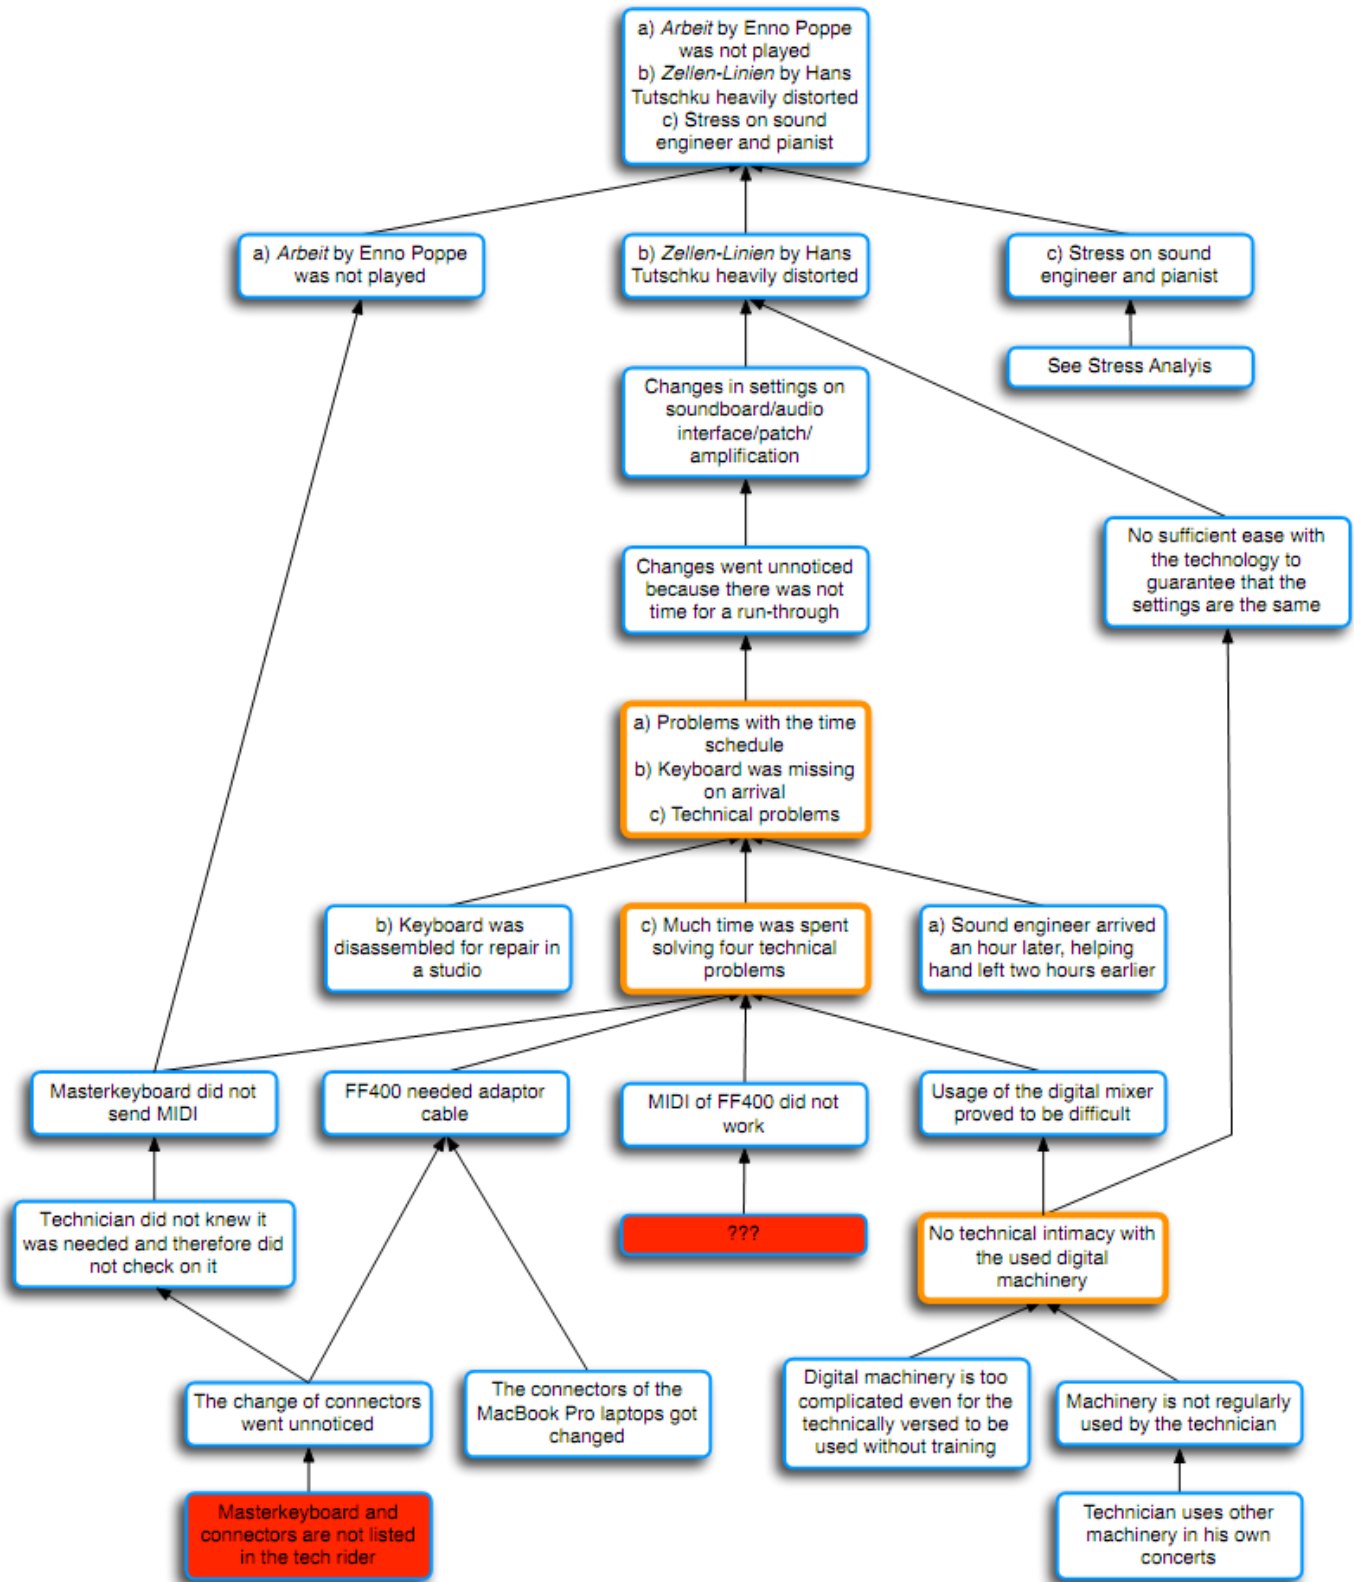 a) Arbeit by Enno Poppe
was not played
b) Zellen-Linien by Hans
Tutschku heavily distorted
c) Stress on sound
engineer and pianist
a) Arbeit by Enno Poppe
was not played
b) Zellen-Linien by Hans
Tutschku heavily distorted
c) Stress on sound
engineer and pianist
See Stress Analyis
Changes in settings on
soundboard/audio
interface/patch/
amplification
No sufficient ease with
the technology to
guarantee that the
settings are the same
Changes went unnoticed
because there was not
time for a run-through
a) Problems with the time
schedule
b) Keyboard was missing
on arrival
c) Technical problems
b) Keyboard was
disassembled for repair in
a studio
c) Much time was spent
solving four technical
problems
a) Sound engineer arrived
an hour later, helping
hand left two hours earlier
Masterkeyboard did not
send MIDI
FF400 needed adaptor
cable
MIDI of FF400 did not
work
Usage of the digital mixer
proved to be difficult
Technician did not knew it
was needed and therefore did
not check on it
???
No technical intimacy with
the used digital
machinery
The change of connectors
went unnoticed
The connectors of the
MacBook Pro laptops got
changed
Digital machinery is too
complicated even for the
technically versed to be
used without training
Machinery is not regularly
used by the technician
Masterkeyboard and
connectors are not listed
in the tech rider
Technician uses other
machinery in his own
concerts